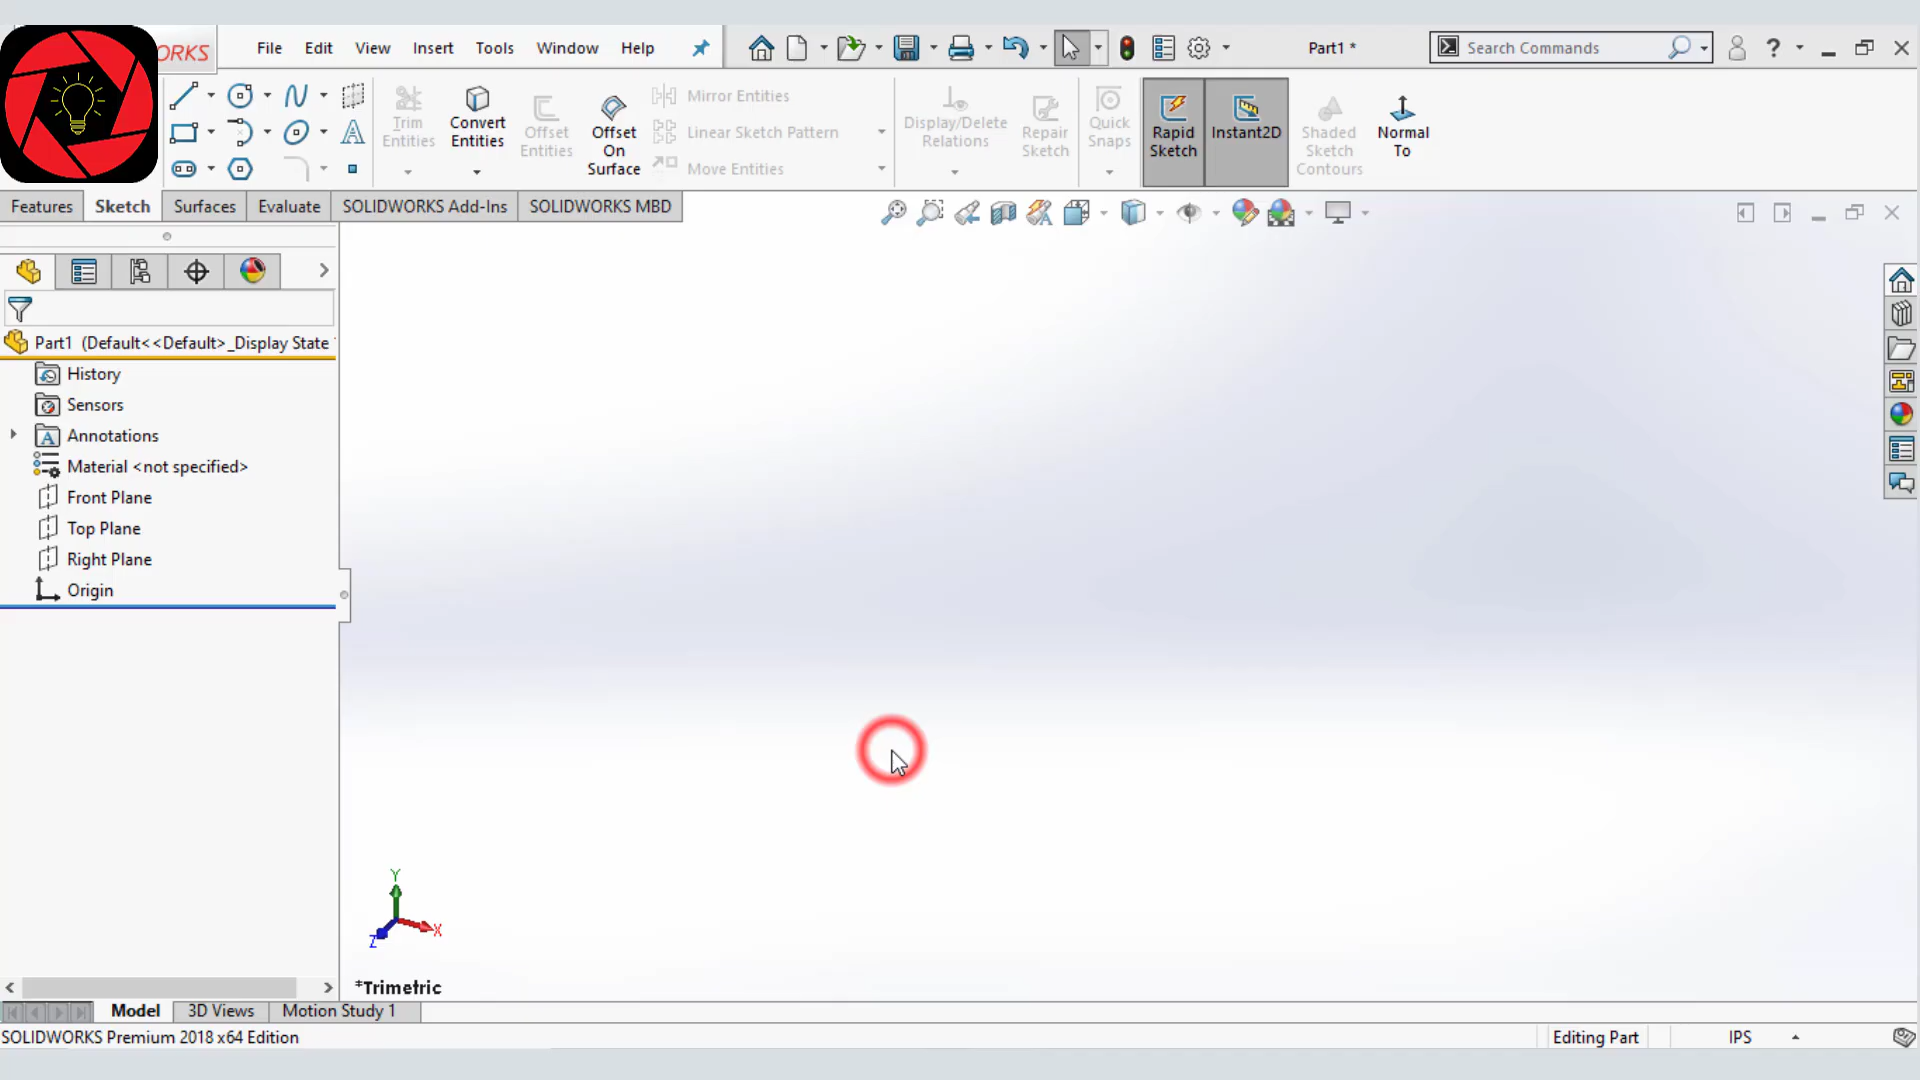 ORKS File Edit View Insert Tools Window Help Part1 * Search Commands ?
Trim Entities
Convert Entities
Offset Entities
Offset On Surface
Mirror Entities
Linear Sketch Pattern
Move Entities
Display/Delete Relations
Repair Sketch
Quick Snaps
Rapid Sketch
Instant2D
Shaded Sketch Contours
Normal To
Features Sketch Surfaces Evaluate SOLIDWORKS Add-Ins SOLIDWORKS MBD
Part1 (Default<<Default>_Display State
History
Sensors
Annotations
Material <not specified>
Front Plane
Top Plane
Right Plane
Origin
Y
X
Z
*Trimetric
Model 3D Views Motion Study 1
SOLIDWORKS Premium 2018 x64 Edition Editing Part IPS